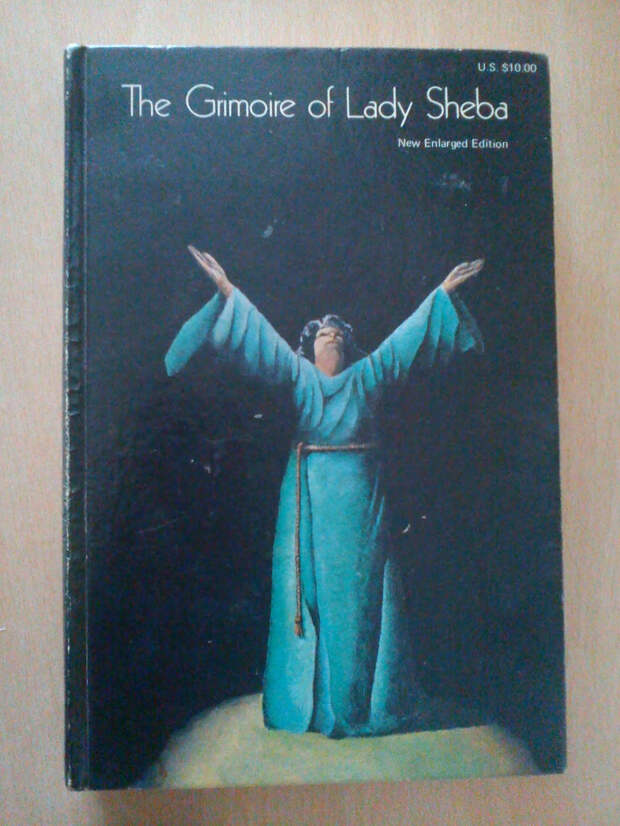 U.S. $10.00
The Grimoire of Lady Sheba
New Enlarged Edition